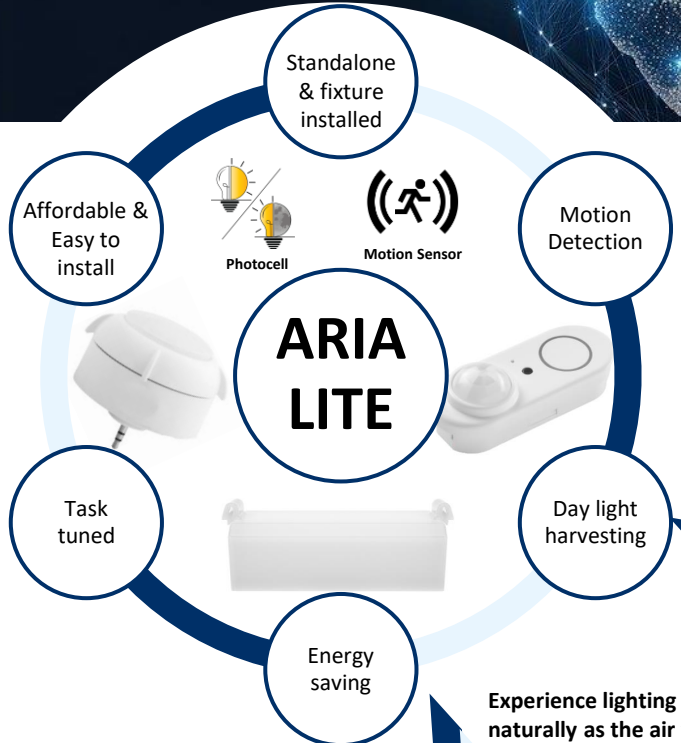 Standalone
& fixture
installed
Affordable &
Easy to
install
Photocell
Motion Sensor
Motion
Detection
ARIA
LITE
Task
tuned
Day light
harvesting
Energy
saving
Experience lighting
naturally as the air